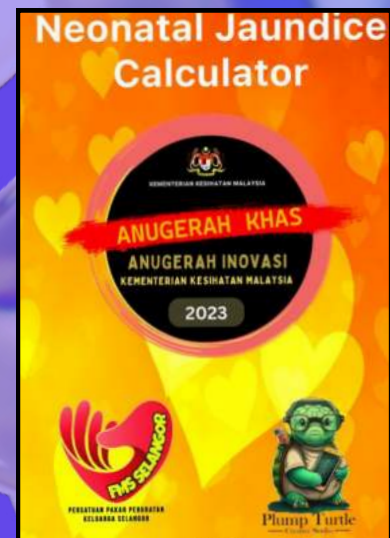 Neonatal Jaundice
Calculator
KEMENTERIAN KESIHATAN MALAYSIA
ANUGERAH KHAS
ANUGERAH INOVASI
KEMENTERIAN KESIHATAN MALAYSIA
2023
FMS SELANGOR
PERSATUAN PAKAR PERUBATAN
KELUARGA SELANGOR
Plump Turtle